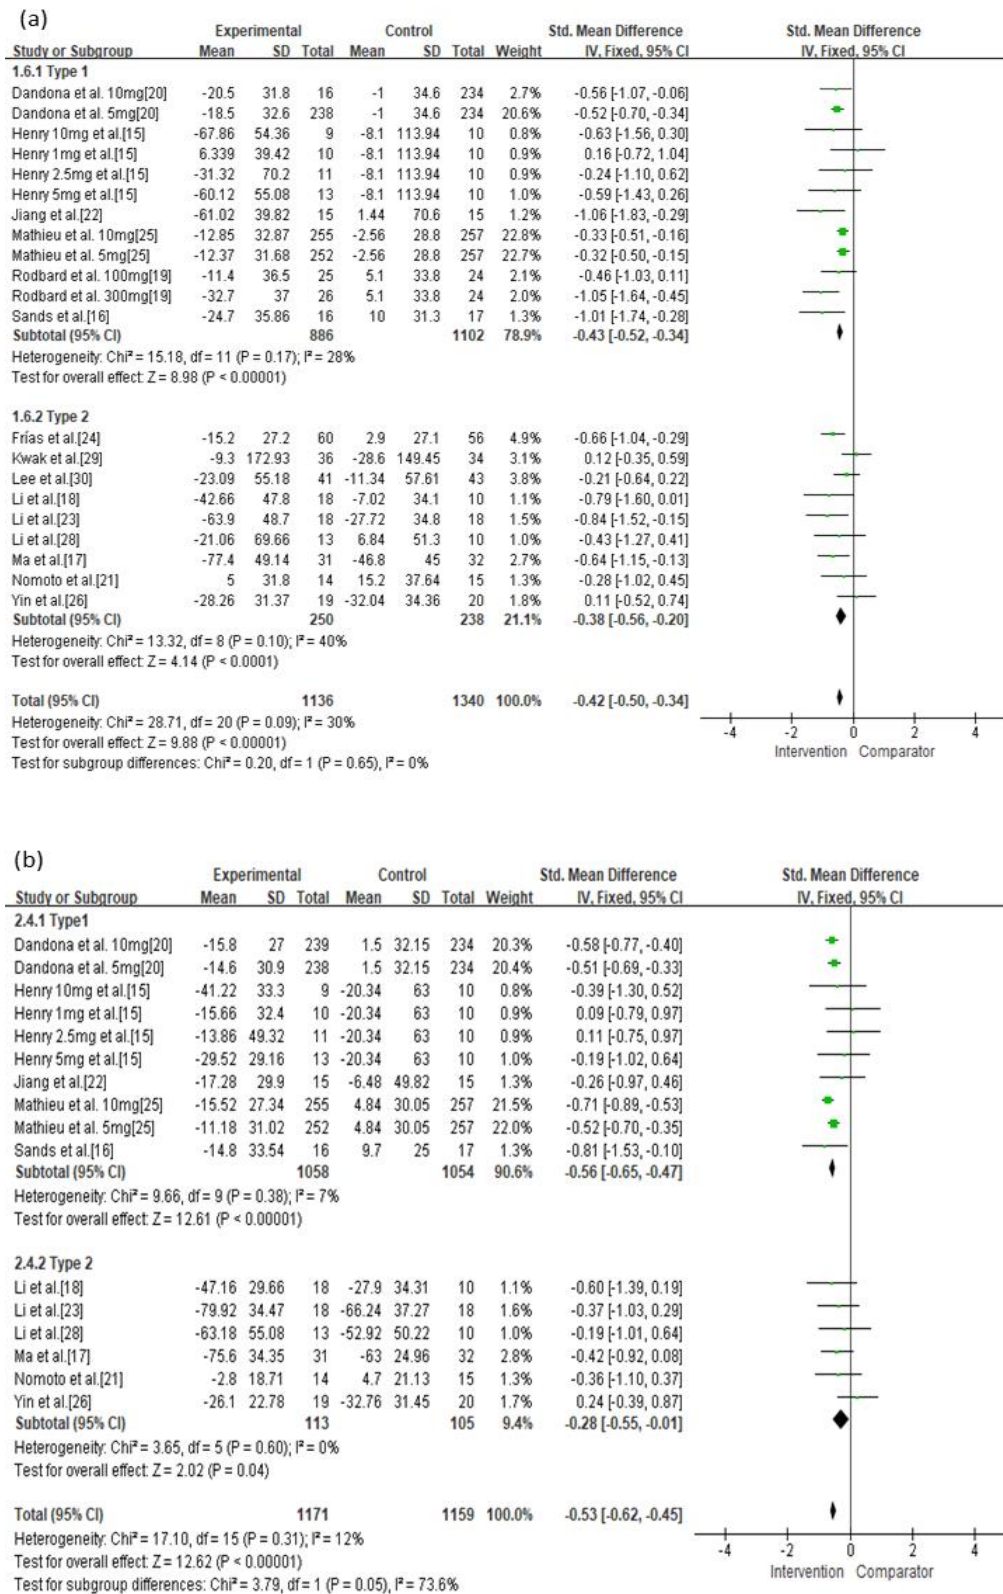 (a)
Experimental Control Std. Mean Difference Std. Mean Difference
Study or Subgroup Mean SD Total Mean SD Total Weight IV, Fixed, 95% CI IV, Fixed, 95% CI
1.6.1 Type 1
Dandona et al. 10mg[20] -20.5 31.8 16 -1 34.6 234 2.7% -0.56 [-1.07, -0.06]
Dandona et al. 5mg[20] -18.5 32.6 238 -1 34.6 234 20.6% -0.52 [-0.70, -0.34]
Henry 10mg et al.[15] -67.86 54.36 9 -8.1 113.94 10 0.8% -0.63 [-1.56, 0.30]
Henry 1mg et al.[15] 6.339 39.42 10 -8.1 113.94 10 0.9% 0.16 [-0.72, 1.04]
Henry 2.5mg et al.[15] -31.32 70.2 11 -8.1 113.94 10 0.9% -0.24 [-1.10, 0.62]
Henry 5mg et al.[15] -60.12 55.08 13 -8.1 113.94 10 1.0% -0.59 [-1.43, 0.26]
Jiang et al.[22] -61.02 39.82 15 1.44 70.6 15 1.2% -1.06 [-1.83, -0.29]
Mathieu et al. 10mg[25] -12.85 32.87 255 -2.56 28.8 257 22.8% -0.33 [-0.51, -0.16]
Mathieu et al. 5mg[25] -12.37 31.68 252 -2.56 28.8 257 22.7% -0.32 [-0.50, -0.15]
Rodbard et al. 100mg[19] -11.4 36.5 25 5.1 33.8 24 2.1% -0.46 [-1.03, 0.11]
Rodbard et al. 300mg[19] -32.7 37 26 5.1 33.8 24 2.0% -1.05 [-1.64, -0.45]
Sands et al.[16] -24.7 35.86 16 10 31.3 17 1.3% -1.01 [-1.74, -0.28]
Subtotal (95% CI) 886 1102 78.9% -0.43 [-0.52, -0.34]
Heterogeneity: Chi² = 15.18, df = 11 (P = 0.17); I² = 28%
Test for overall effect: Z = 8.98 (P < 0.00001)
1.6.2 Type 2
Frías et al.[24] -15.2 27.2 60 2.9 27.1 56 4.9% -0.66 [-1.04, -0.29]
Kwak et al.[29] -9.3 172.93 36 -28.6 149.45 34 3.1% 0.12 [-0.35, 0.59]
Lee et al.[30] -23.09 55.18 41 -11.34 57.61 43 3.8% -0.21 [-0.64, 0.22]
Li et al.[18] -42.66 47.8 18 -7.02 34.1 10 1.1% -0.79 [-1.60, 0.01]
Li et al.[23] -63.9 48.7 18 -27.72 34.8 18 1.5% -0.84 [-1.52, -0.15]
Li et al.[28] -21.06 69.66 13 6.84 51.3 10 1.0% -0.43 [-1.27, 0.41]
Ma et al.[17] -77.4 49.14 31 -46.8 45 32 2.7% -0.64 [-1.15, -0.13]
Nomoto et al.[21] 5 31.8 14 15.2 37.64 15 1.3% -0.28 [-1.02, 0.45]
Yin et al.[26] -28.26 31.37 19 -32.04 34.36 20 1.8% 0.11 [-0.52, 0.74]
Subtotal (95% CI) 250 238 21.1% -0.38 [-0.56, -0.20]
Heterogeneity: Chi² = 13.32, df = 8 (P = 0.10); I² = 40%
Test for overall effect: Z = 4.14 (P < 0.0001)
Total (95% CI) 1136 1340 100.0% -0.42 [-0.50, -0.34]
Heterogeneity: Chi² = 28.71, df = 20 (P = 0.09); I² = 30%
Test for overall effect: Z = 9.88 (P < 0.00001)
Test for subgroup differences: Chi² = 0.20, df = 1 (P = 0.65), I² = 0%
-4 -2 0 2 4
Intervention Comparator
(b)
Experimental Control Std. Mean Difference Std. Mean Difference
Study or Subgroup Mean SD Total Mean SD Total Weight IV, Fixed, 95% CI IV, Fixed, 95% CI
2.4.1 Type1
Dandona et al. 10mg[20] -15.8 27 239 1.5 32.15 234 20.3% -0.58 [-0.77, -0.40]
Dandona et al. 5mg[20] -14.6 30.9 238 1.5 32.15 234 20.4% -0.51 [-0.69, -0.33]
Henry 10mg et al.[15] -41.22 33.3 9 -20.34 63 10 0.8% -0.39 [-1.30, 0.52]
Henry 1mg et al.[15] -15.66 32.4 10 -20.34 63 10 0.9% 0.09 [-0.79, 0.97]
Henry 2.5mg et al.[15] -13.86 49.32 11 -20.34 63 10 0.9% 0.11 [-0.75, 0.97]
Henry 5mg et al.[15] -29.52 29.16 13 -20.34 63 10 1.0% -0.19 [-1.02, 0.64]
Jiang et al.[22] -17.28 29.9 15 -6.48 49.82 15 1.3% -0.26 [-0.97, 0.46]
Mathieu et al. 10mg[25] -15.52 27.34 255 4.84 30.05 257 21.5% -0.71 [-0.89, -0.53]
Mathieu et al. 5mg[25] -11.18 31.02 252 4.84 30.05 257 22.0% -0.52 [-0.70, -0.35]
Sands et al.[16] -14.8 33.54 16 9.7 25 17 1.3% -0.81 [-1.53, -0.10]
Subtotal (95% CI) 1058 1054 90.6% -0.56 [-0.65, -0.47]
Heterogeneity: Chi² = 9.66, df = 9 (P = 0.38); I² = 7%
Test for overall effect: Z = 12.61 (P < 0.00001)
2.4.2 Type 2
Li et al.[18] -47.16 29.66 18 -27.9 34.31 10 1.1% -0.60 [-1.39, 0.19]
Li et al.[23] -79.92 34.47 18 -66.24 37.27 18 1.6% -0.37 [-1.03, 0.29]
Li et al.[28] -63.18 55.08 13 -52.92 50.22 10 1.0% -0.19 [-1.01, 0.64]
Ma et al.[17] -75.6 34.35 31 -63 24.96 32 2.8% -0.42 [-0.92, 0.08]
Nomoto et al.[21] -2.8 18.71 14 4.7 21.13 15 1.3% -0.36 [-1.10, 0.37]
Yin et al.[26] -26.1 22.78 19 -32.76 31.45 20 1.7% 0.24 [-0.39, 0.87]
Subtotal (95% CI) 113 105 9.4% -0.28 [-0.55, -0.01]
Heterogeneity: Chi² = 3.65, df = 5 (P = 0.60); I² = 0%
Test for overall effect: Z = 2.02 (P = 0.04)
Total (95% CI) 1171 1159 100.0% -0.53 [-0.62, -0.45]
Heterogeneity: Chi² = 17.10, df = 15 (P = 0.31); I² = 12%
Test for overall effect: Z = 12.62 (P < 0.00001)
Test for subgroup differences: Chi² = 3.79, df = 1 (P = 0.05), I² = 73.6%
-4 -2 0 2 4
Intervention Comparator